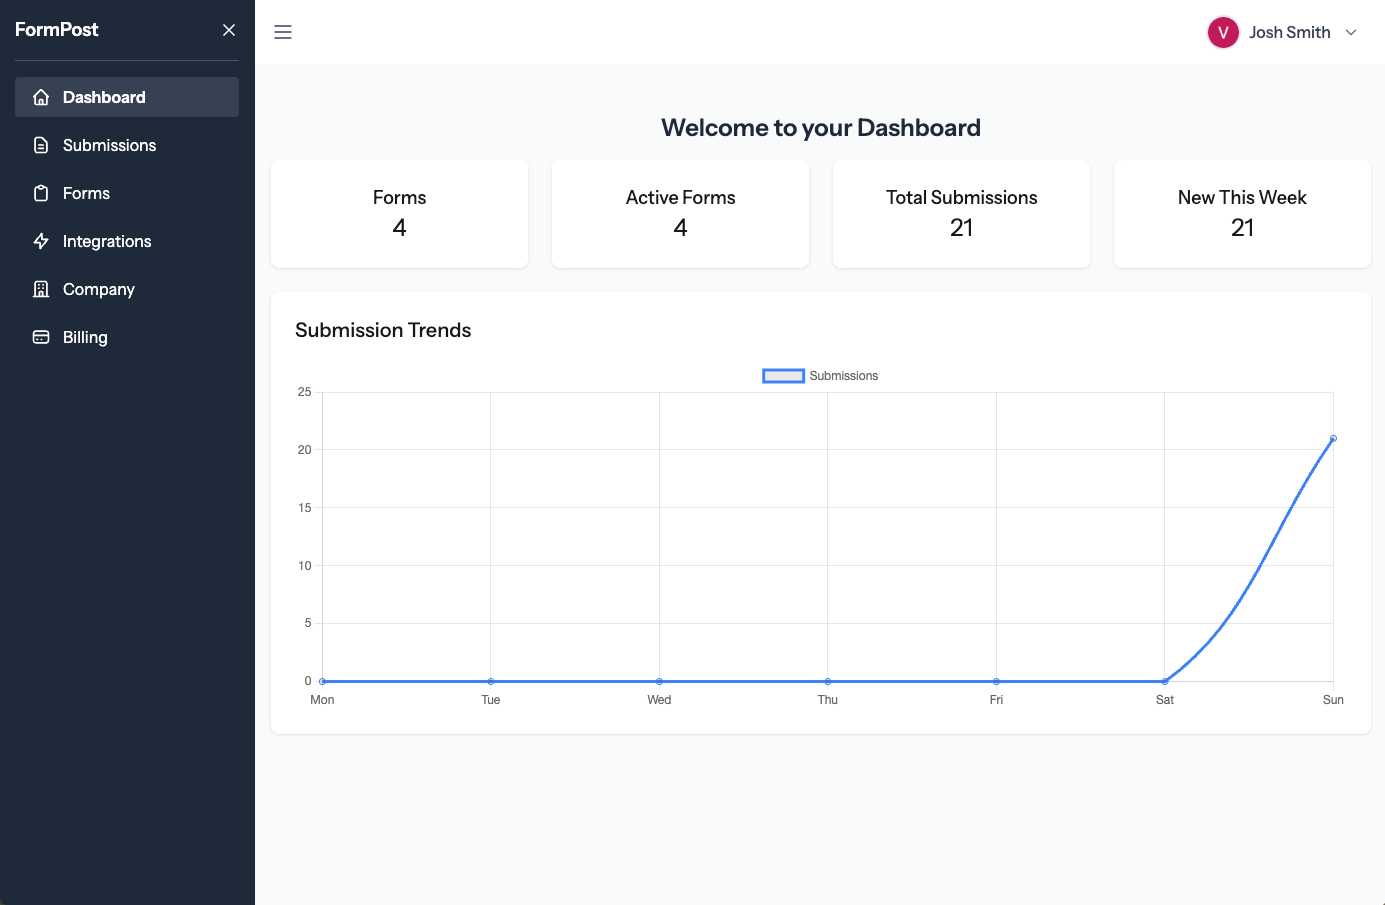 FormPost
Dashboard
Submissions
Forms
Integrations
Company
Billing
V Josh Smith
Welcome to your Dashboard
Forms
4
Active Forms
4
Total Submissions
21
New This Week
21
Submission Trends
Submissions
25
20
15
10
5
0
Mon Tue Wed Thu Fri Sat Sun